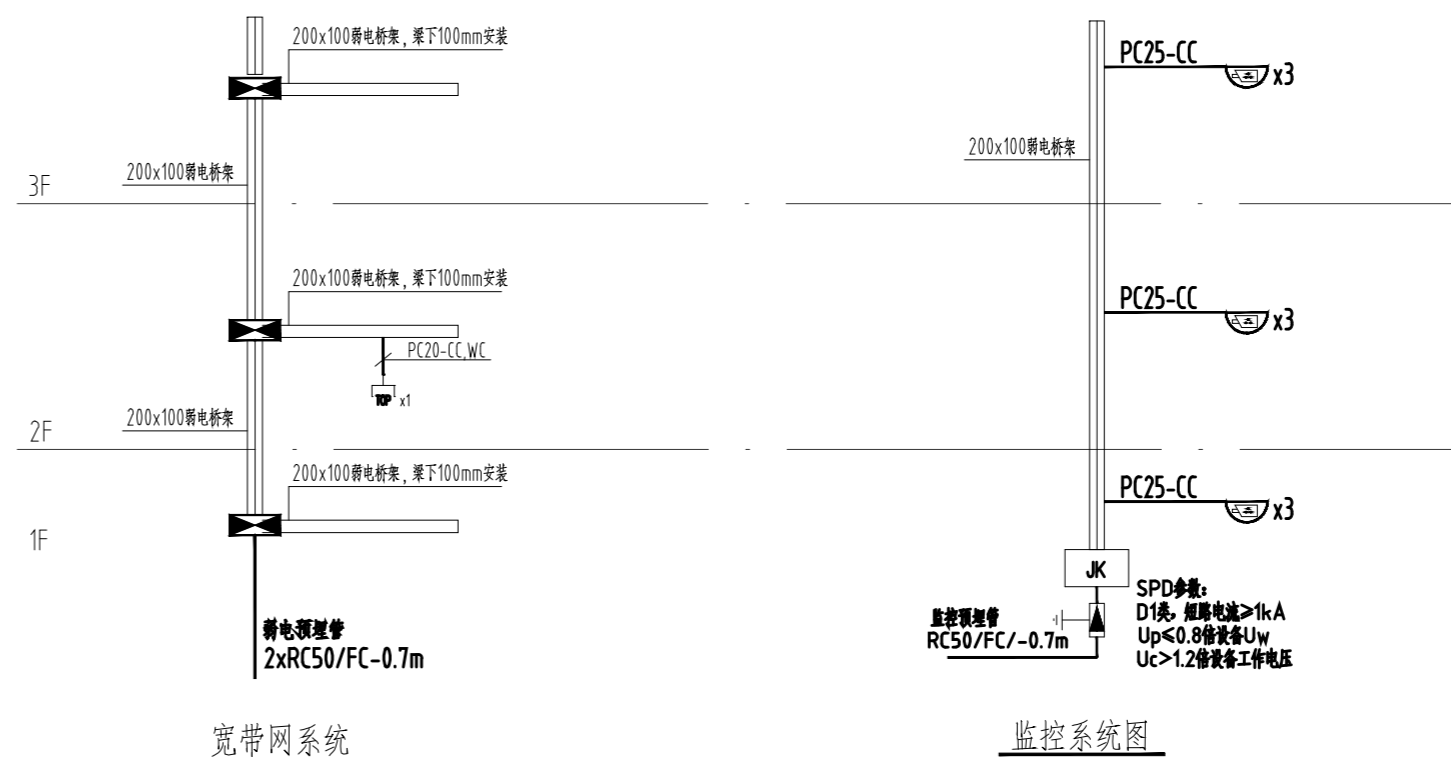 200x100弱电桥架，梁下100mm安装
200x100弱电桥架
3F
200x100弱电桥架，梁下100mm安装
PC20-CC,WC
TOP x1
200x100弱电桥架
2F
200x100弱电桥架，梁下100mm安装
1F
弱电预埋管
2xRC50/FC-0.7m
宽带网系统
PC25-CC
x3
200x100弱电桥架
PC25-CC
x3
PC25-CC
x3
JK
监控预埋管
RC50/FC/-0.7m
SPD参数:
D1类，短路电流≥1kA
Up≤0.8倍设备Uw
Uc>1.2倍设备工作电压
监控系统图